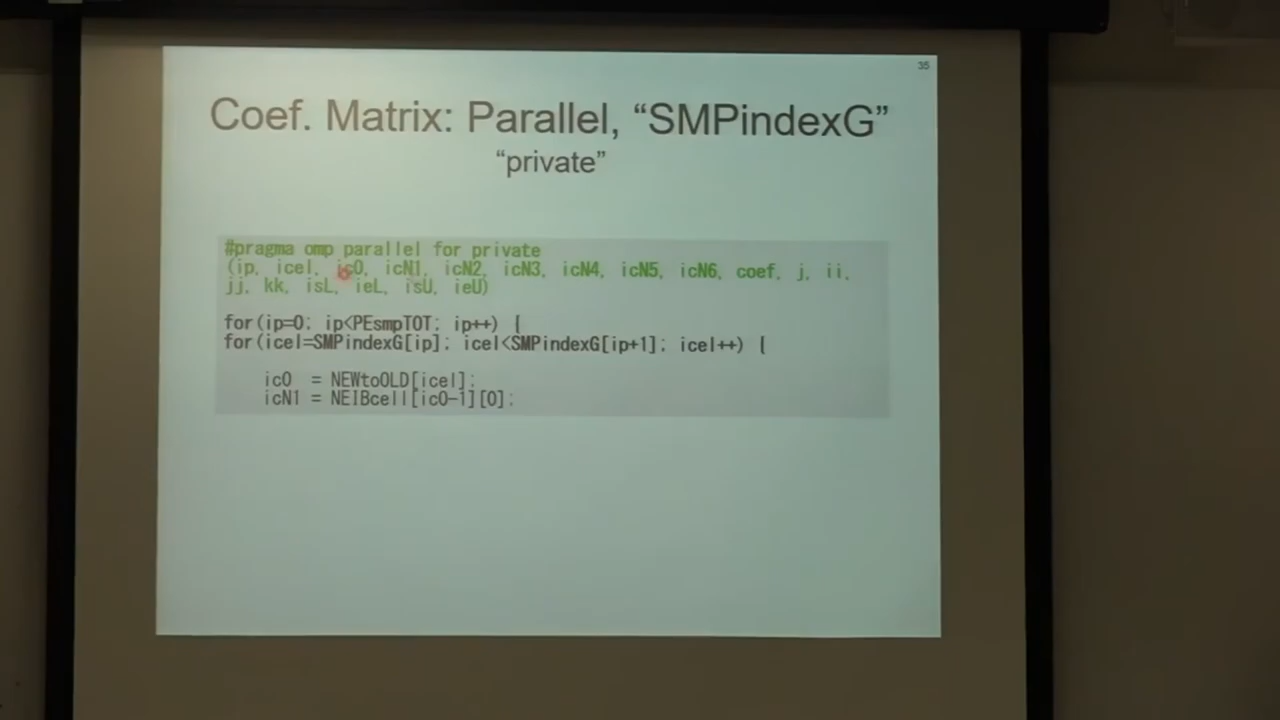 35
Coef. Matrix: Parallel, “SMPindexG”
“private”
#pragma omp parallel for private
(ip, icel, ic0, icN1, icN2, icN3, icN4, icN5, icN6, coef, j, ii,
jj, kk, isL, ieL, isU, ieU)
for(ip=0; ip<PEsmpTOT; ip++) {
for(icel=SMPindexG[ip]; icel<SMPindexG[ip+1]; icel++) {
ic0 = NEWtoOLD[icel];
icN1 = NEIBcell[ic0-1][0];